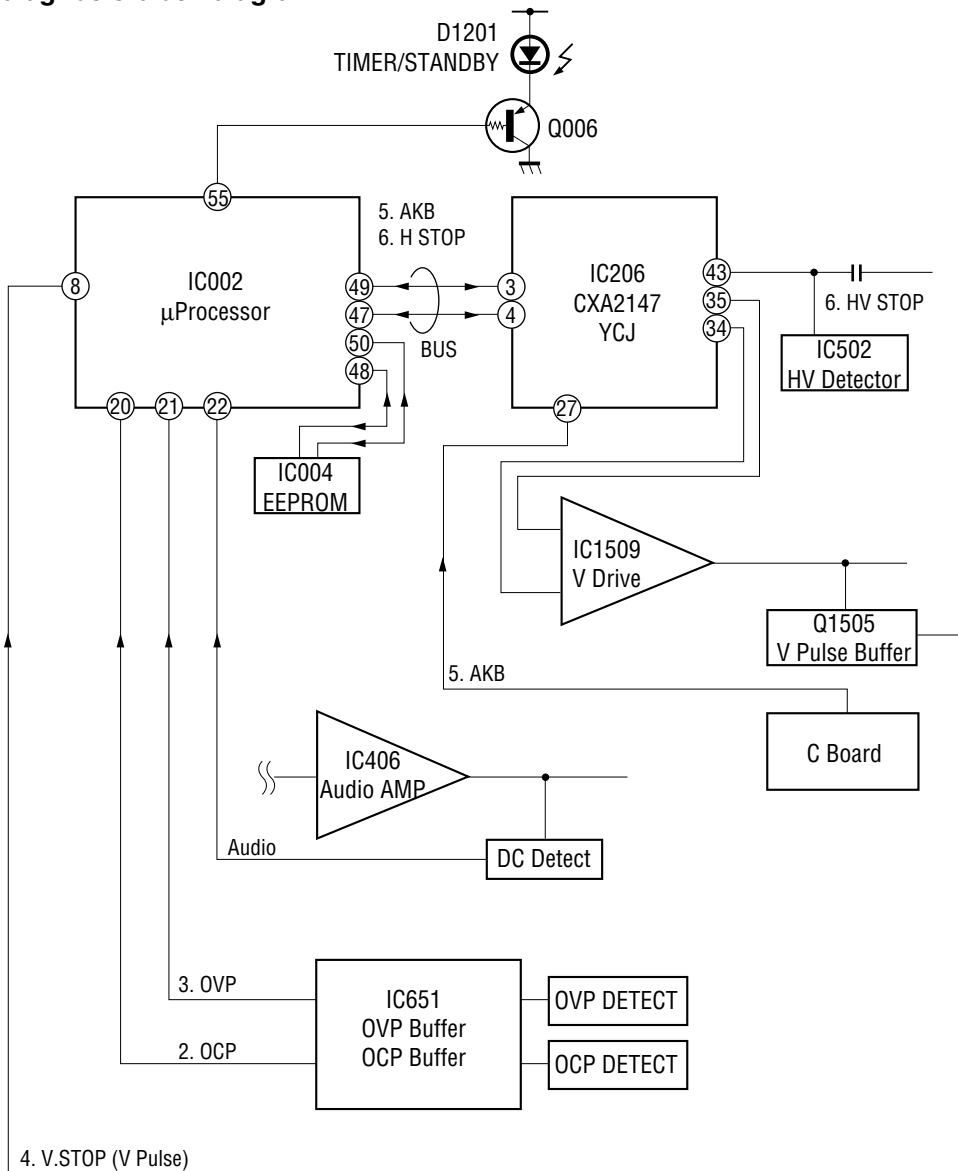 D1201
TIMER/STANDBY
Q006
55
5. AKB
6. H STOP
8
IC002
µProcessor
49
47
50
48
BUS
3
4
IC206
CXA2147
YCJ
43
35
34
6. HV STOP
IC502
HV Detector
20
21
22
27
IC004
EEPROM
IC1509
V Drive
Q1505
V Pulse Buffer
5. AKB
C Board
IC406
Audio AMP
Audio
DC Detect
3. OVP
2. OCP
IC651
OVP Buffer
OCP Buffer
OVP DETECT
OCP DETECT
4. V.STOP (V Pulse)